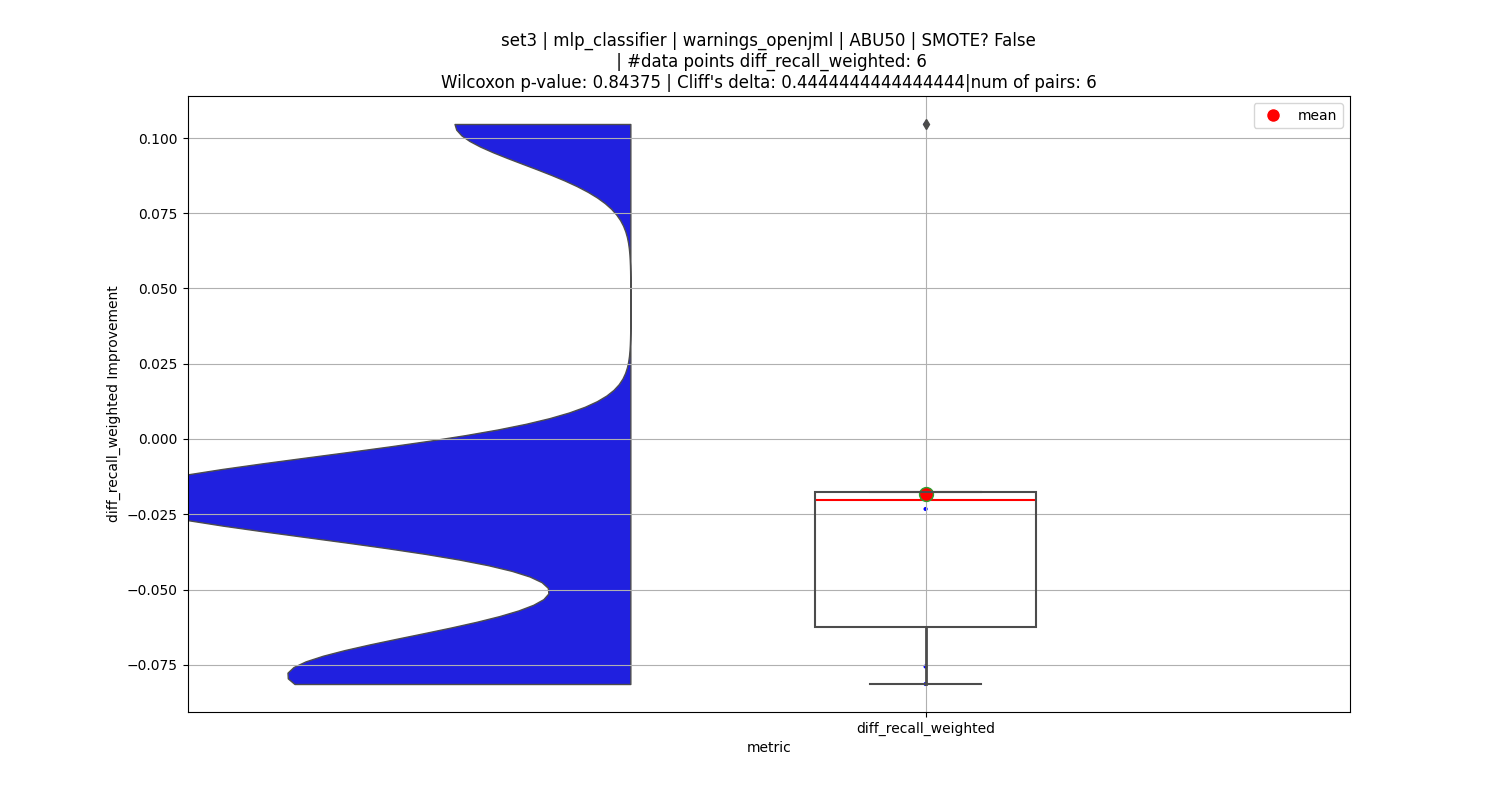 set3 | mlp_classifier | warnings_openjml | ABU50 | SMOTE? False
| #data points diff_recall_weighted: 6
Wilcoxon p-value: 0.84375 | Cliff's delta: 0.4444444444444444|num of pairs: 6
mean
0.100
0.075
0.050
0.025
0.000
−0.025
−0.050
−0.075
diff_recall_weighted Improvement
diff_recall_weighted
metric